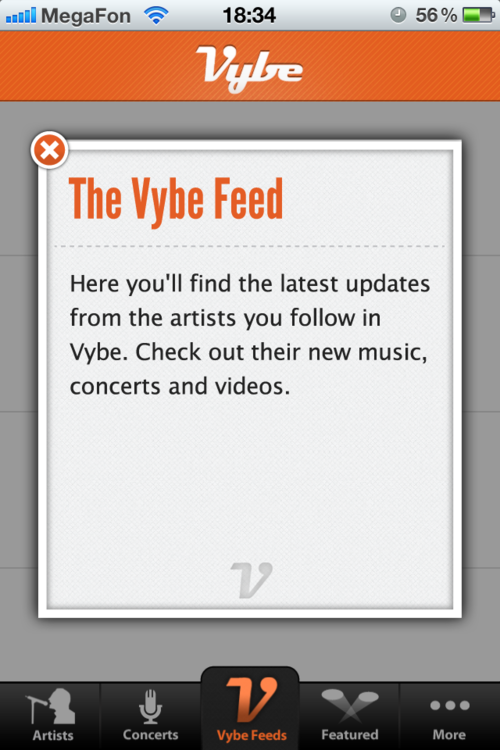 MegaFon 18:34 56%
Vybe
The Vybe Feed
Here you'll find the latest updates
from the artists you follow in
Vybe. Check out their new music,
concerts and videos.
V
V
Artists Concerts Vybe Feeds Featured More